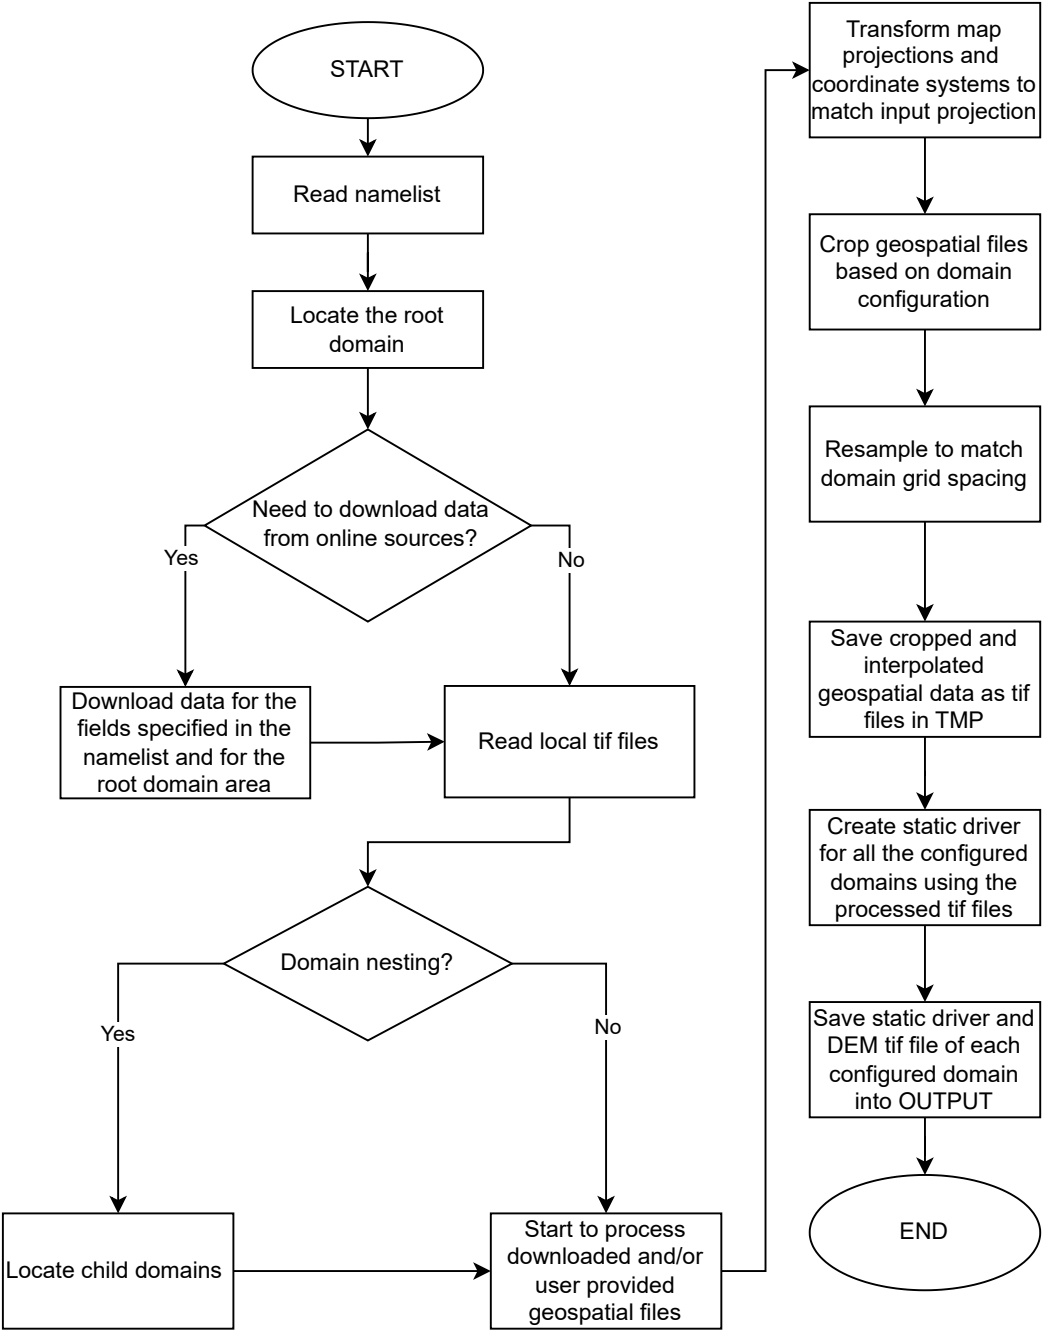 START
Read namelist
Locate the root
domain
Need to download data
from online sources?
Yes
No
Download data for the
fields specified in the
namelist and for the
root domain area
Read local tif files
Domain nesting?
Yes
No
Locate child domains
Start to process
downloaded and/or
user provided
geospatial files
Transform map
projections and
coordinate systems to
match input projection
Crop geospatial files
based on domain
configuration
Resample to match
domain grid spacing
Save cropped and
interpolated
geospatial data as tif
files in TMP
Create static driver
for all the configured
domains using the
processed tif files
Save static driver and
DEM tif file of each
configured domain
into OUTPUT
END